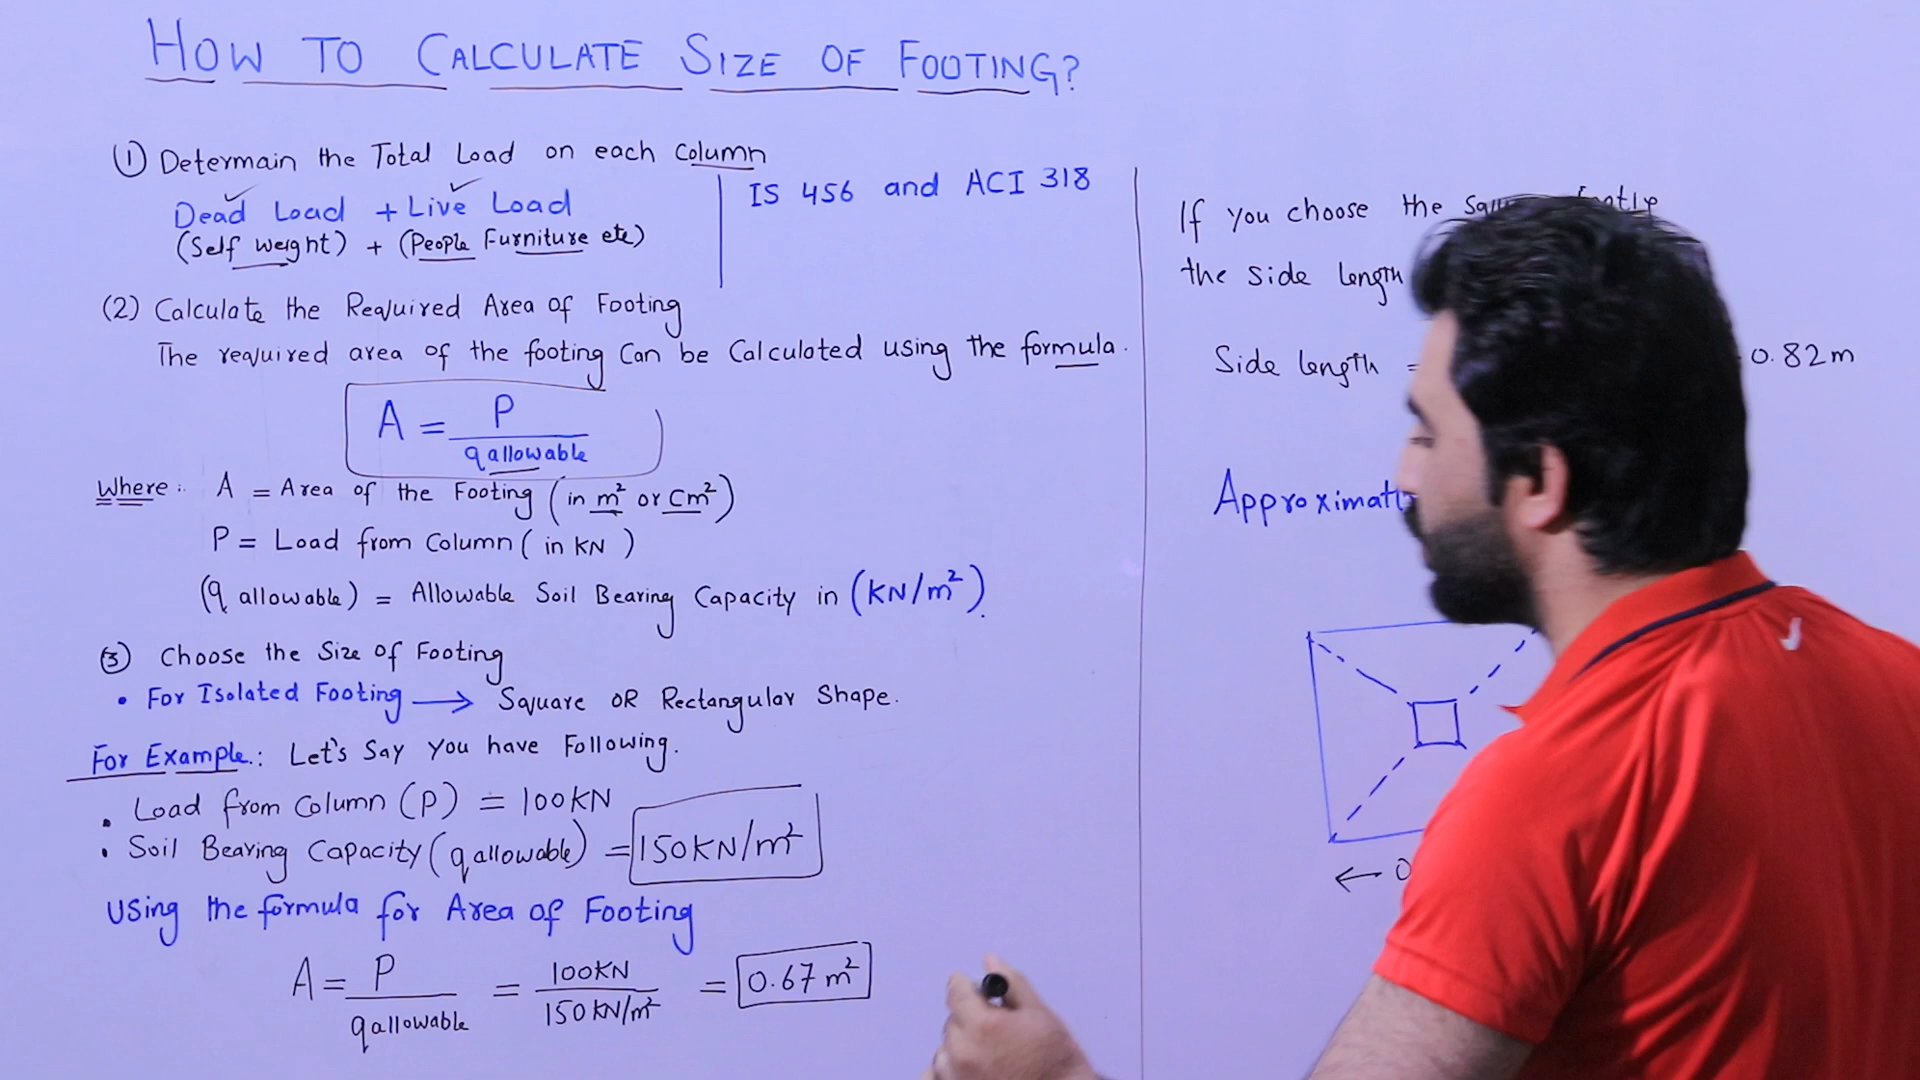 HOW TO CALCULATE SIZE OF FOOTING?
① Determain the Total Load on each Column
Dead Load + Live Load
(Self weight) + (People Furniture etc)
IS 456 and ACI 318
(2) Calculate the Required Area of Footing
The required area of the footing Can be Calculated using the formula.
A = P / q allowable
Where:. A = Area of the Footing (in m² or Cm²)
P = Load from Column (in KN)
(q allowable) = Allowable Soil Bearing Capacity in (KN/m²).
③ Choose the Size of Footing
• For Isolated Footing → Square OR Rectangular Shape.
For Example.: Let's Say you have Following.
• Load from Column (P) = 100KN
• Soil Bearing Capacity (q allowable) = 150KN/m²
Using the formula for Area of Footing
A = P / q allowable = 100KN / 150KN/m² = 0.67 m²
If you choose the
the Side length
Side length = 0.82m
← 0